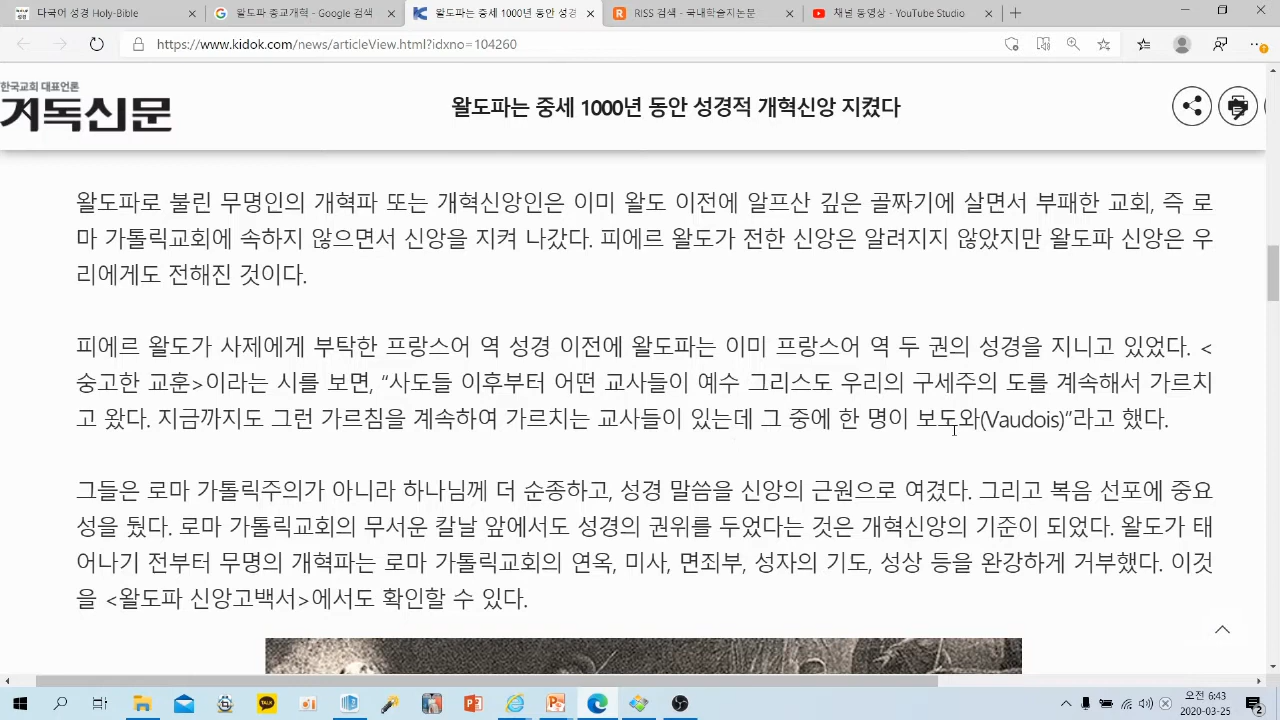 다국어 성경 Holy Bible
중교개혁 - Google 검색
왈도파는 중세 1000년 동안 성경
RISS 검색 - 국내학술지논문
채널 동영상 - YouTube Studio
https://www.kidok.com/news/articleView.html?idxno=104260
한국교회 대표언론
기독신문
왈도파는 중세 1000년 동안 성경적 개혁신앙 지켰다
왈도파로 불린 무명인의 개혁파 또는 개혁신앙인은 이미 왈도 이전에 알프산 깊은 골짜기에 살면서 부패한 교회, 즉 로
마 가톨릭교회에 속하지 않으면서 신앙을 지켜 나갔다. 피에르 왈도가 전한 신앙은 알려지지 않았지만 왈도파 신앙은 우
리에게도 전해진 것이다.
피에르 왈도가 사제에게 부탁한 프랑스어 역 성경 이전에 왈도파는 이미 프랑스어 역 두 권의 성경을 지니고 있었다. <
숭고한 교훈>이라는 시를 보면, “사도들 이후부터 어떤 교사들이 예수 그리스도 우리의 구세주의 도를 계속해서 가르치
고 왔다. 지금까지도 그런 가르침을 계속하여 가르치는 교사들이 있는데 그 중에 한 명이 보도와(Vaudois)”라고 했다.
그들은 로마 가톨릭주의가 아니라 하나님께 더 순종하고, 성경 말씀을 신앙의 근원으로 여겼다. 그리고 복음 선포에 중요
성을 뒀다. 로마 가톨릭교회의 무서운 칼날 앞에서도 성경의 권위를 두었다는 것은 개혁신앙의 기준이 되었다. 왈도가 태
어나기 전부터 무명의 개혁파는 로마 가톨릭교회의 연옥, 미사, 면죄부, 성자의 기도, 성상 등을 완강하게 거부했다. 이것
을 <왈도파 신앙고백서>에서도 확인할 수 있다.
오전 6:43
2020-03-25